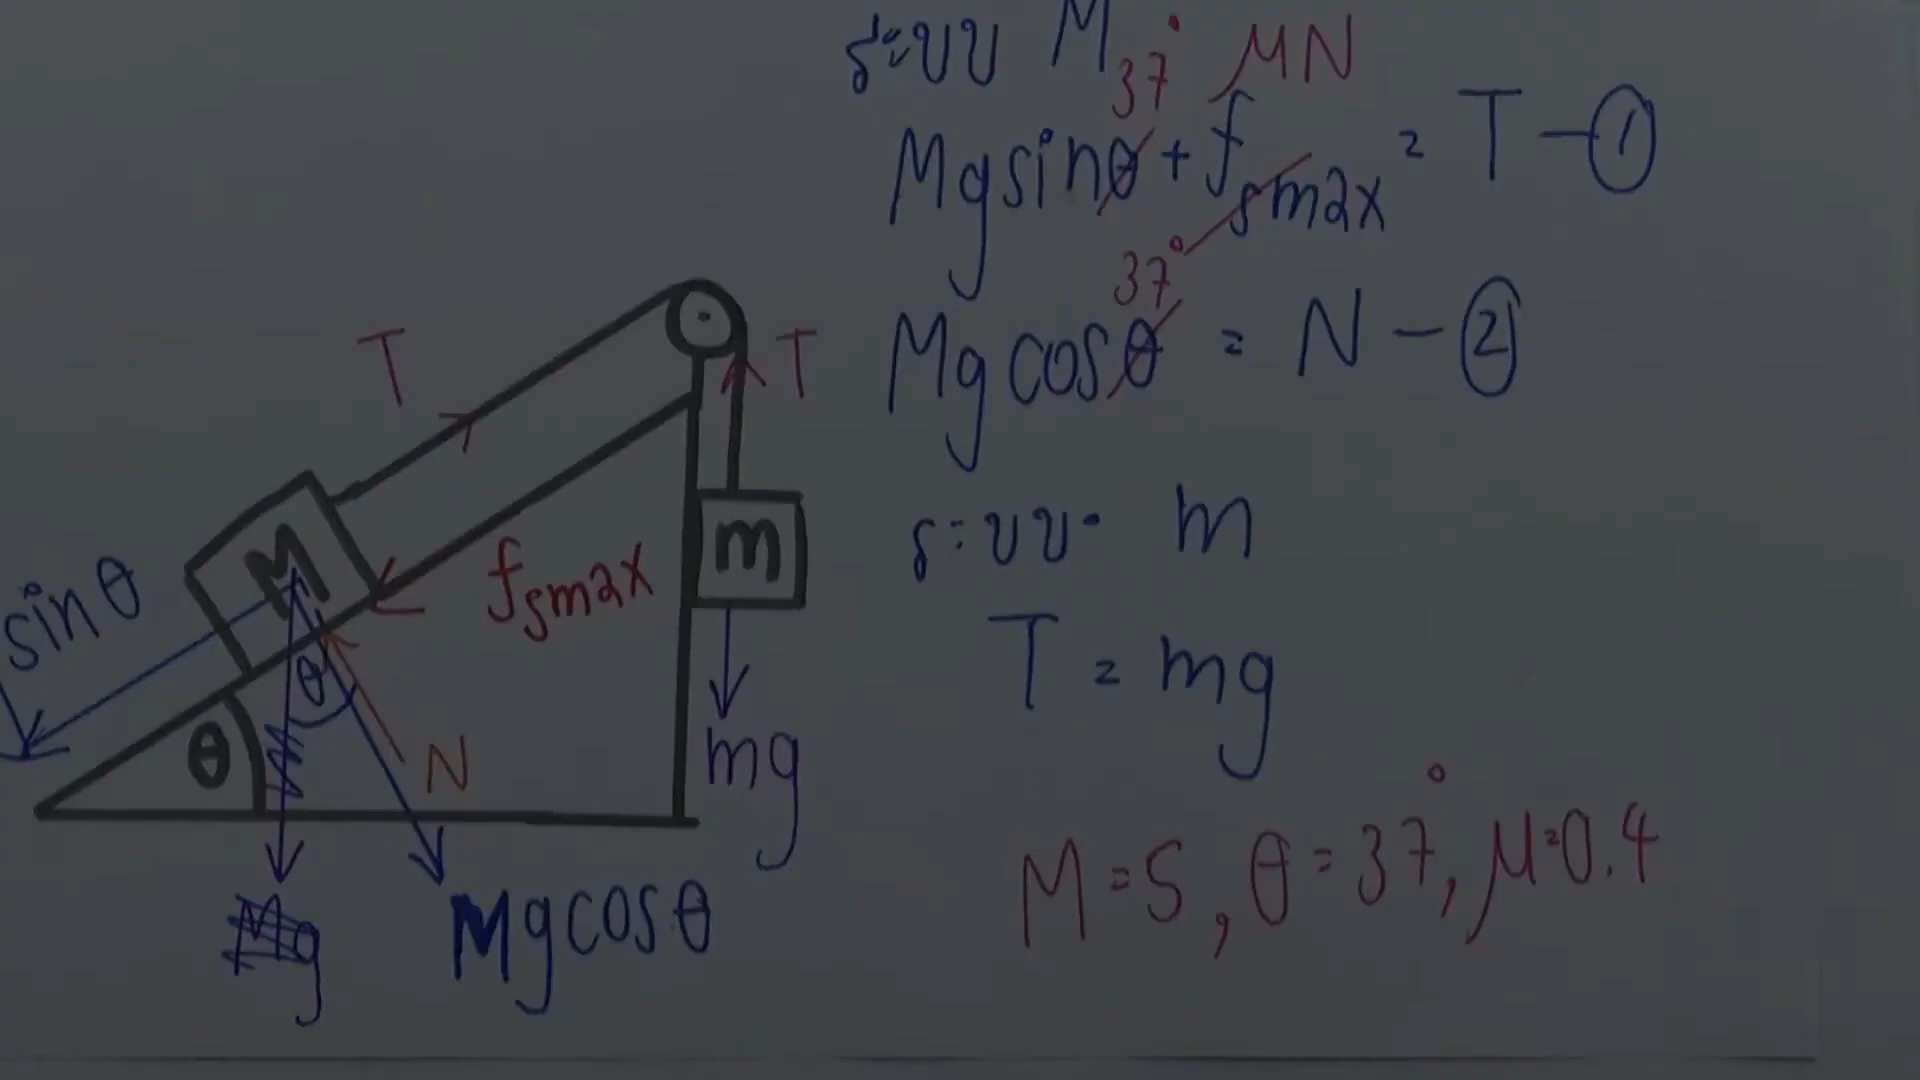 ระบบ M
37° μN
Mgsinθ + fsmax = T - ①
37°
Mgcosθ = N - ②
ระบบ m
T = mg
M = 5, θ = 37°, μ = 0.4
T
T
M
m
fsmax
sinθ
θ
θ
N
mg
Mg
Mgcosθ